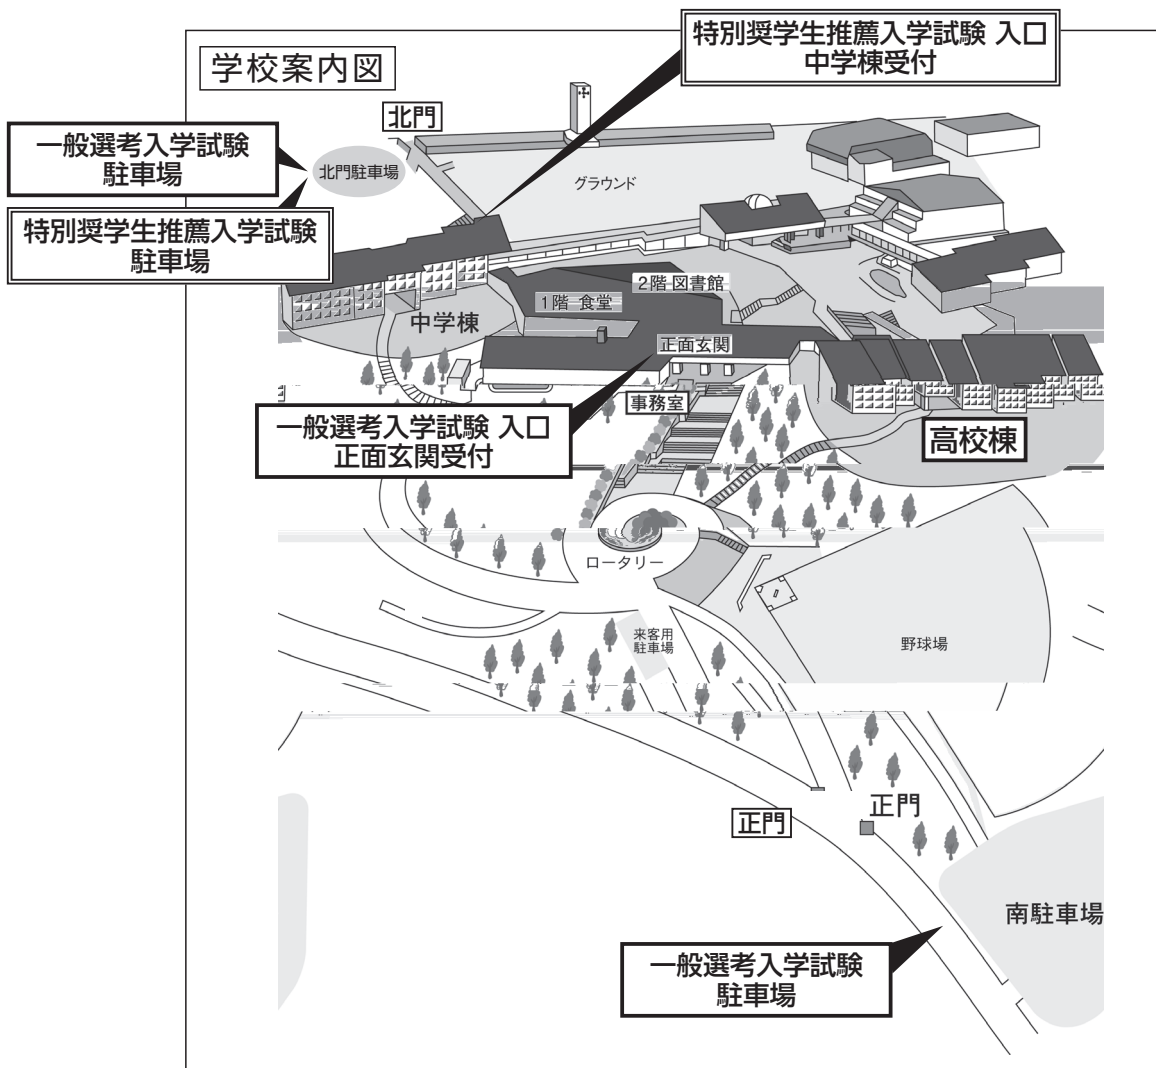 特別奨学生推薦入学試験 入口
中学棟受付
学校案内図
北門
一般選考入学試験
駐車場
北門駐車場
グラウンド
特別奨学生推薦入学試験
駐車場
2階 図書館
1階 食堂
中学棟
正面玄関
事務室
一般選考入学試験 入口
正面玄関受付
高校棟
ロータリー
来客用
駐車場
野球場
正門
正門
南駐車場
一般選考入学試験
駐車場